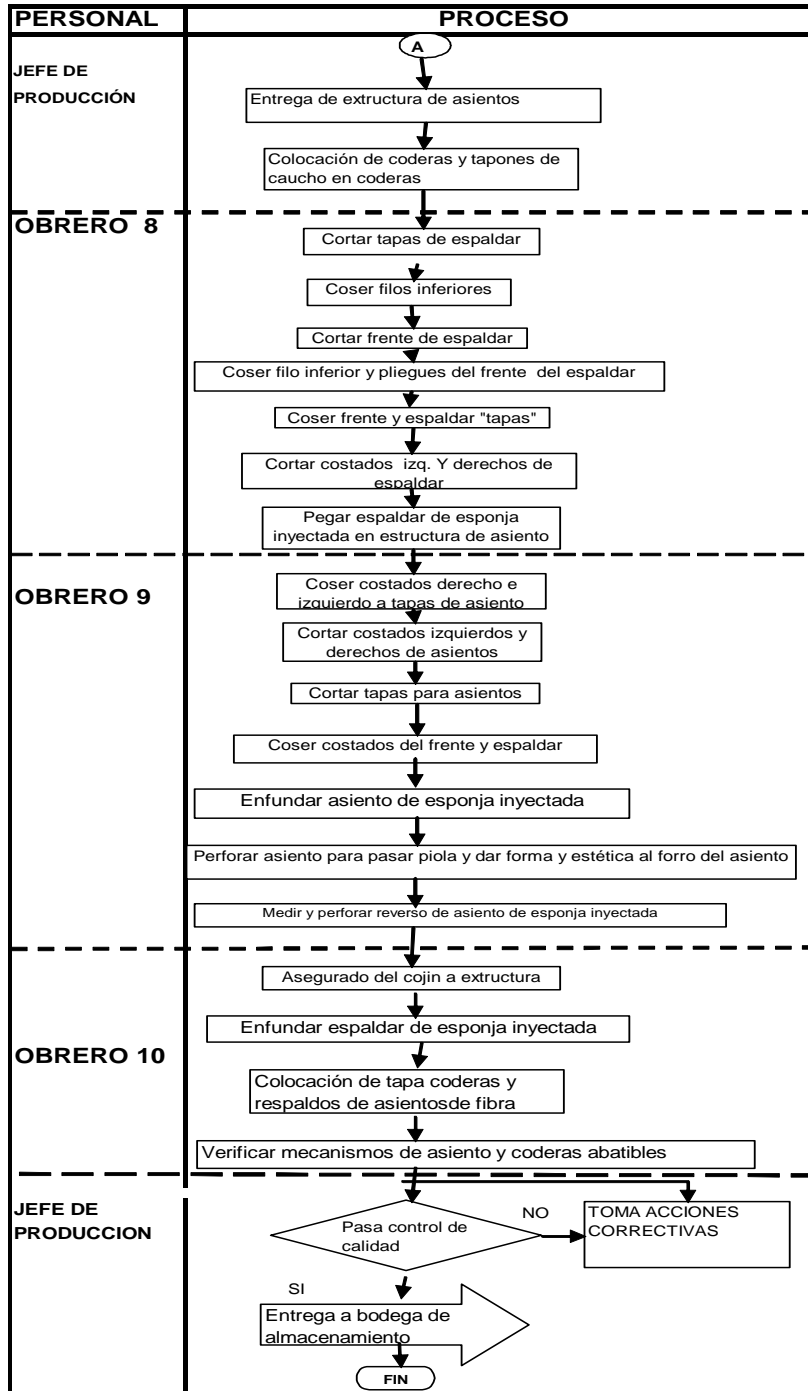 PERSONAL PROCESO
A
JEFE DE
PRODUCCIÓN
Entrega de extructura de asientos
Colocación de coderas y tapones de
caucho en coderas
OBRERO 8
Cortar tapas de espaldar
Coser filos inferiores
Cortar frente de espaldar
Coser filo inferior y pliegues del frente del espaldar
Coser frente y espaldar "tapas"
Cortar costados izq. Y derechos de
espaldar
Pegar espaldar de esponja
inyectada en estructura de asiento
OBRERO 9
Coser costados derecho e
izquierdo a tapas de asiento
Cortar costados izquierdos y
derechos de asientos
Cortar tapas para asientos
Coser costados del frente y espaldar
Enfundar asiento de esponja inyectada
Perforar asiento para pasar piola y dar forma y estética al forro del asiento
Medir y perforar reverso de asiento de esponja inyectada
OBRERO 10
Asegurado del cojin a extructura
Enfundar espaldar de esponja inyectada
Colocación de tapa coderas y
respaldos de asientosde fibra
Verificar mecanismos de asiento y coderas abatibles
JEFE DE
PRODUCCION
Pasa control de
calidad
NO
TOMA ACCIONES
CORRECTIVAS
SI
Entrega a bodega de
almacenamiento
FIN